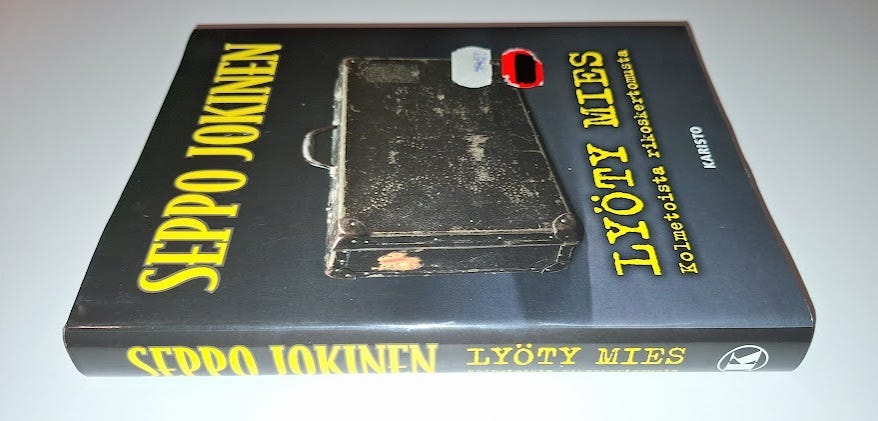 SEPPO JOKINEN
LYÖTY MIES
Kolmetoista rikoskertomusta
KARISTO
SEPPO JOKINEN
LYÖTY MIES
K